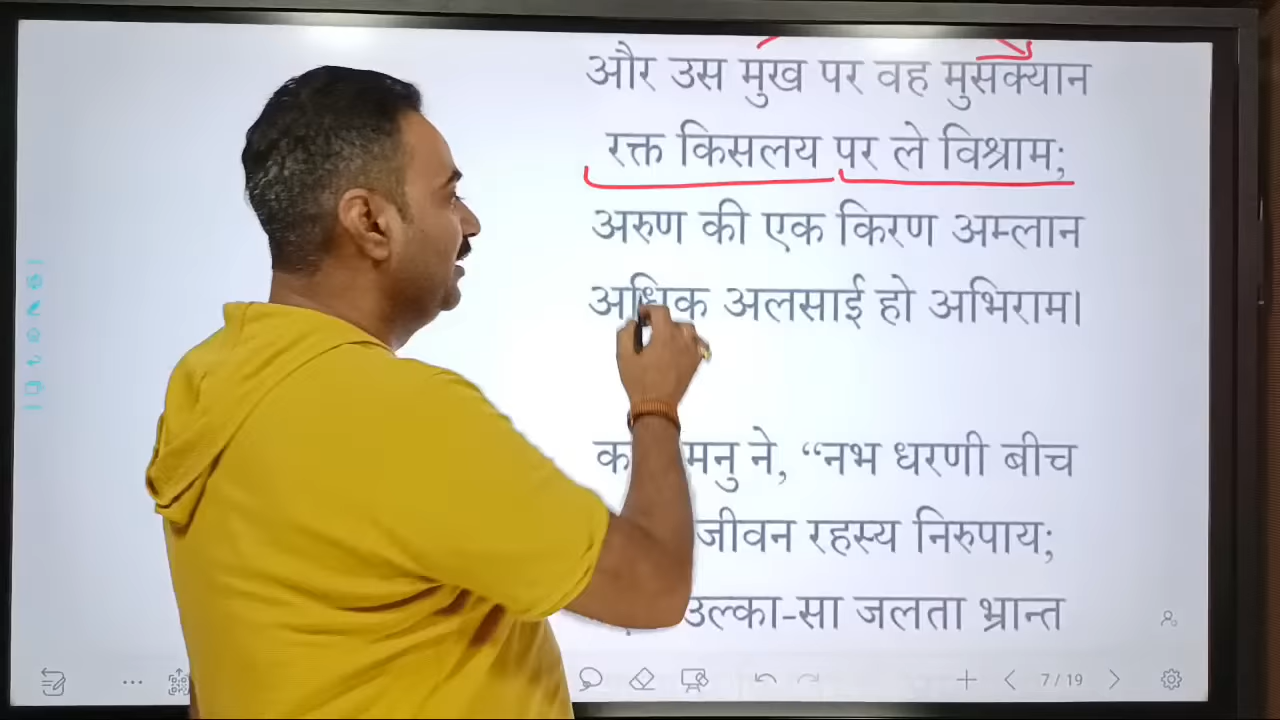 और उस मुख पर वह मुसक्यान
रक्त किसलय पर ले विश्राम;
अरुण की एक किरण अम्लान
अधिक अलसाई हो अभिराम।
मनु ने, “नभ धरणी बीच
जीवन रहस्य निरुपाय;
उल्का-सा जलता भ्रान्त
7 / 19